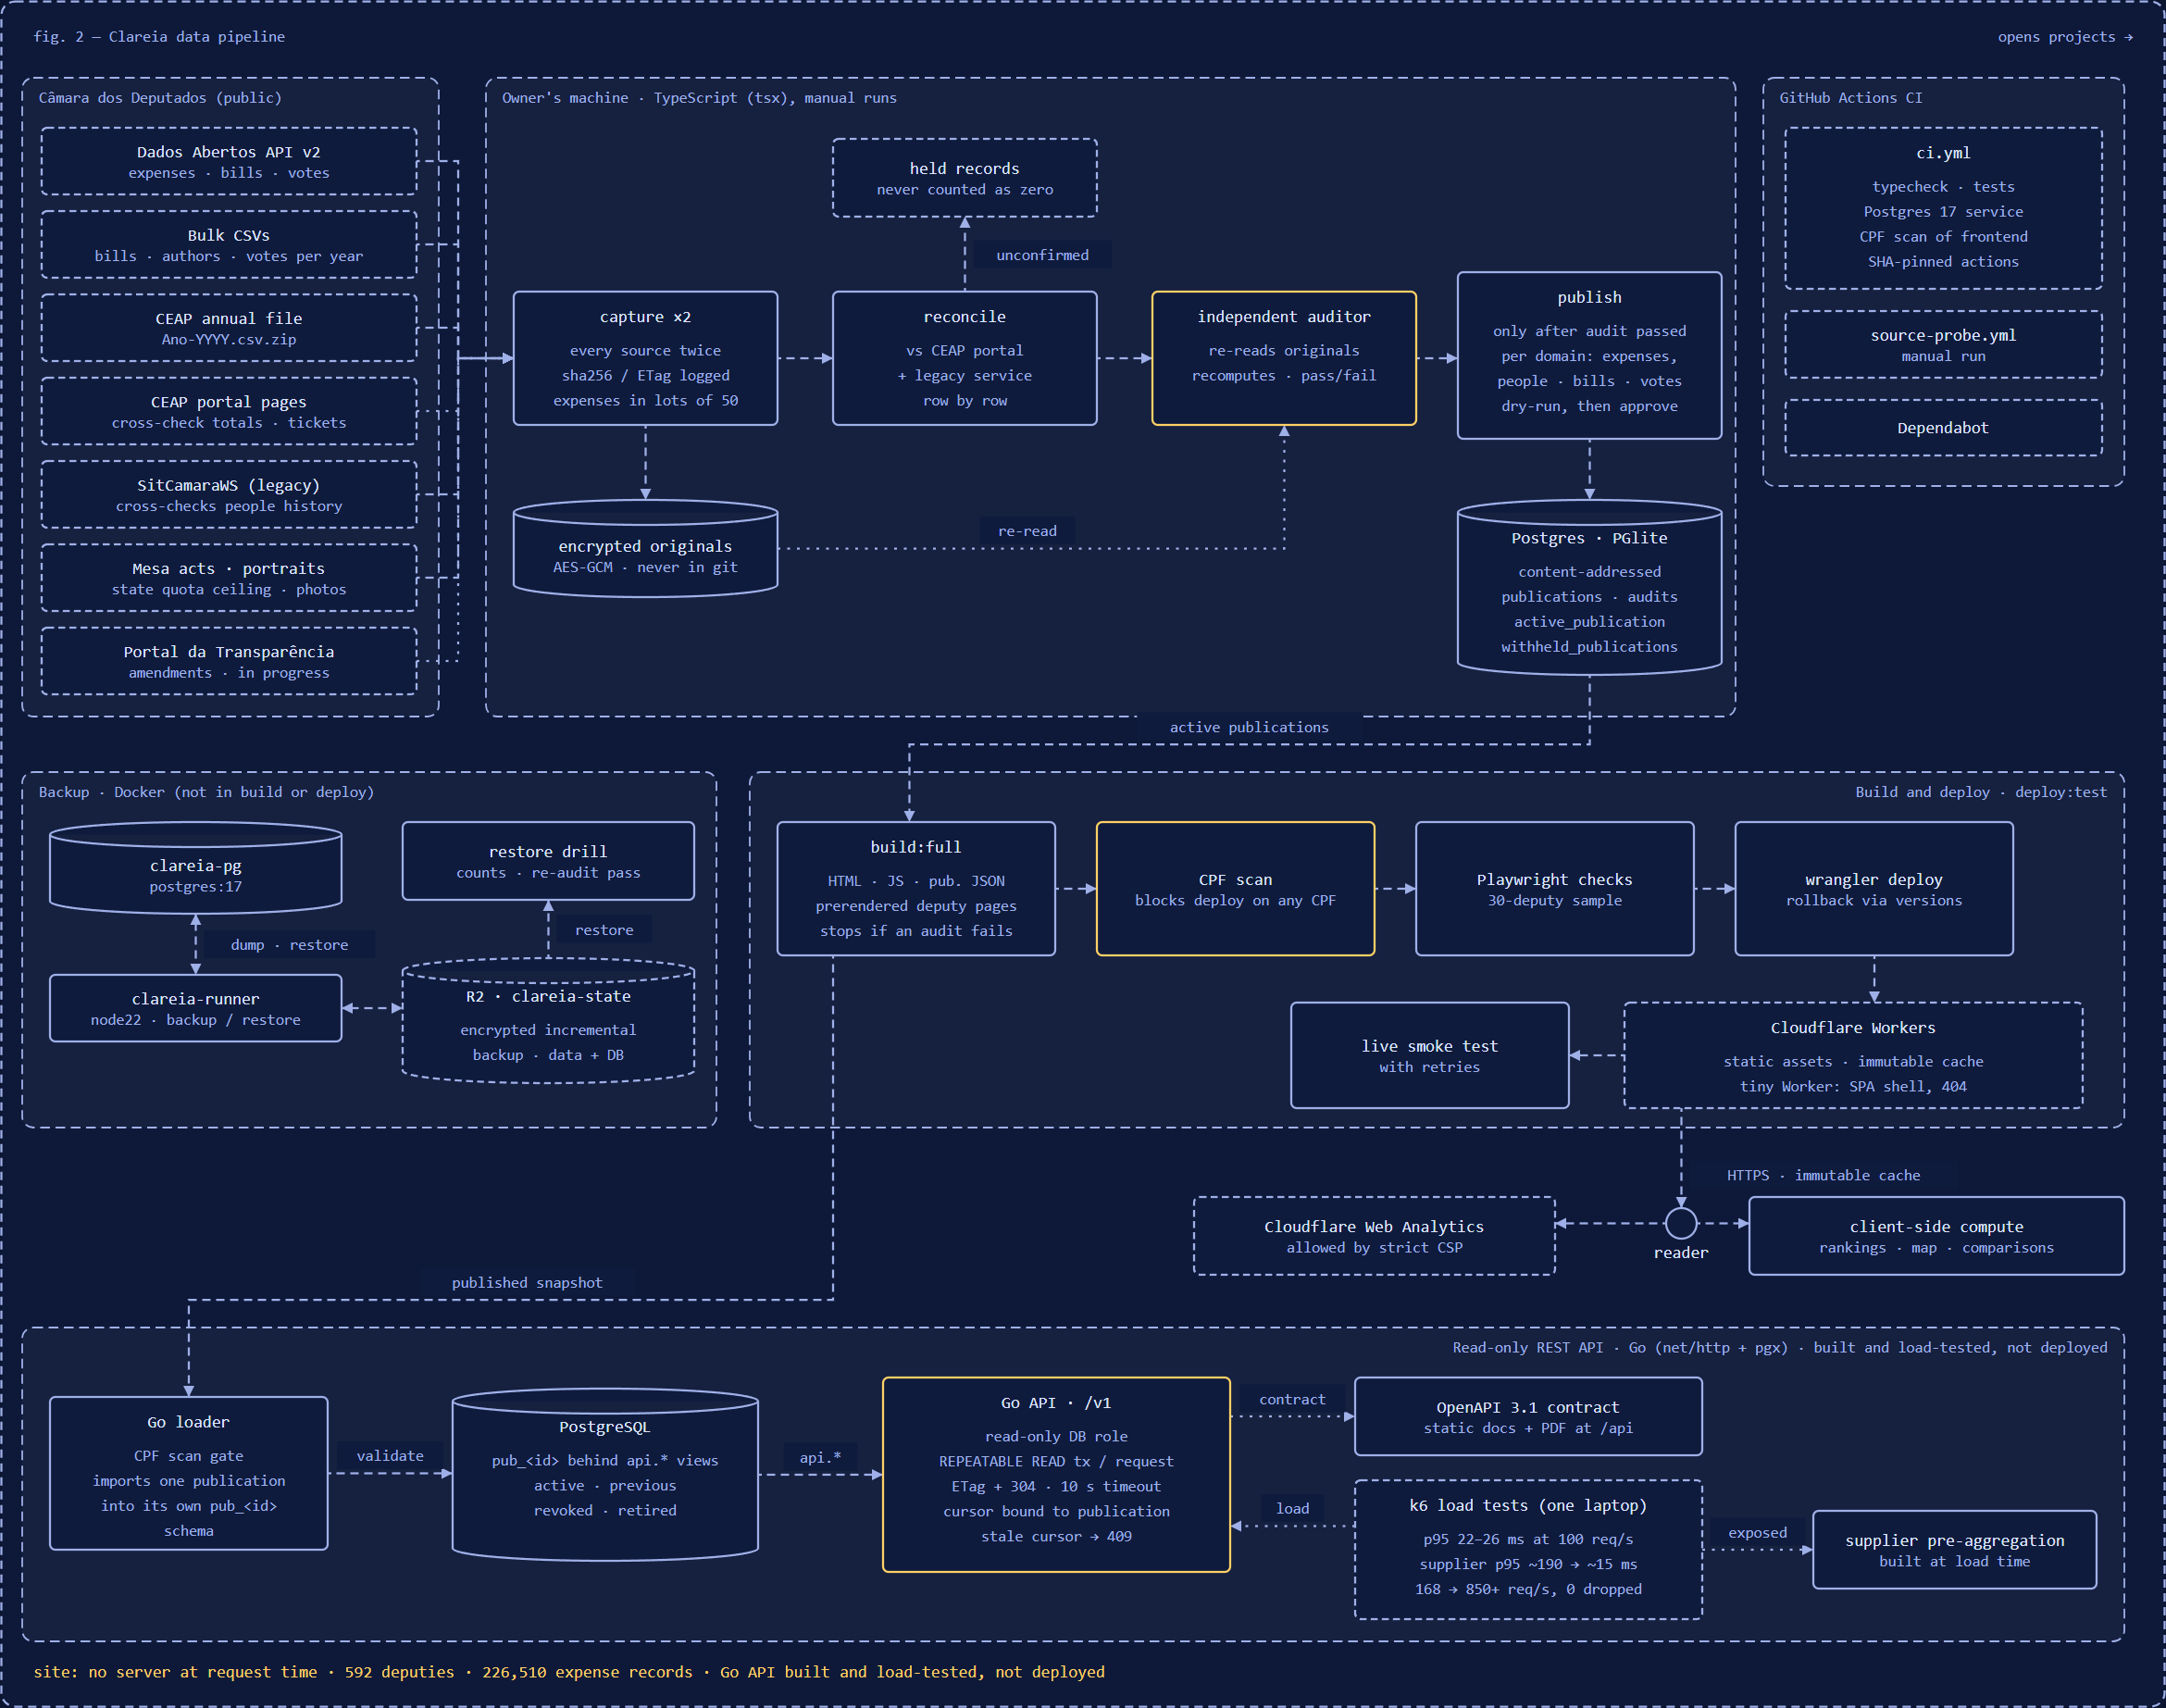 fig. 2 — Clareia data pipeline
opens projects →
Câmara dos Deputados (public)
Dados Abertos API v2
expenses · bills · votes
Bulk CSVs
bills · authors · votes per year
CEAP annual file
Ano-YYYY.csv.zip
CEAP portal pages
cross-check totals · tickets
SitCamaraWS (legacy)
cross-checks people history
Mesa acts · portraits
state quota ceiling · photos
Portal da Transparência
amendments · in progress
Owner's machine · TypeScript (tsx), manual runs
held records
never counted as zero
unconfirmed
capture ×2
every source twice
sha256 / ETag logged
expenses in lots of 50
reconcile
vs CEAP portal
+ legacy service
row by row
independent auditor
re-reads originals
recomputes · pass/fail
publish
only after audit passed
per domain: expenses,
people · bills · votes
dry-run, then approve
encrypted originals
AES-GCM · never in git
re-read
Postgres · PGlite
content-addressed
publications · audits
active_publication
withheld_publications
GitHub Actions CI
ci.yml
typecheck · tests
Postgres 17 service
CPF scan of frontend
SHA-pinned actions
source-probe.yml
manual run
Dependabot
active publications
Backup · Docker (not in build or deploy)
clareia-pg
postgres:17
restore drill
counts · re-audit pass
dump · restore
restore
clareia-runner
node22 · backup / restore
R2 · clareia-state
encrypted incremental
backup · data + DB
Build and deploy · deploy:test
build:full
HTML · JS · pub. JSON
prerendered deputy pages
stops if an audit fails
CPF scan
blocks deploy on any CPF
Playwright checks
30-deputy sample
wrangler deploy
rollback via versions
live smoke test
with retries
Cloudflare Workers
static assets · immutable cache
tiny Worker: SPA shell, 404
HTTPS · immutable cache
Cloudflare Web Analytics
allowed by strict CSP
reader
client-side compute
rankings · map · comparisons
published snapshot
Read-only REST API · Go (net/http + pgx) · built and load-tested, not deployed
Go loader
CPF scan gate
imports one publication
into its own pub_<id>
schema
validate
PostgreSQL
pub_<id> behind api.* views
active · previous
revoked · retired
api.*
Go API · /v1
read-only DB role
REPEATABLE READ tx / request
ETag + 304 · 10 s timeout
cursor bound to publication
stale cursor → 409
contract
OpenAPI 3.1 contract
static docs + PDF at /api
load
k6 load tests (one laptop)
p95 22–26 ms at 100 req/s
supplier p95 ~190 → ~15 ms
168 → 850+ req/s, 0 dropped
exposed
supplier pre-aggregation
built at load time
site: no server at request time · 592 deputies · 226,510 expense records · Go API built and load-tested, not deployed